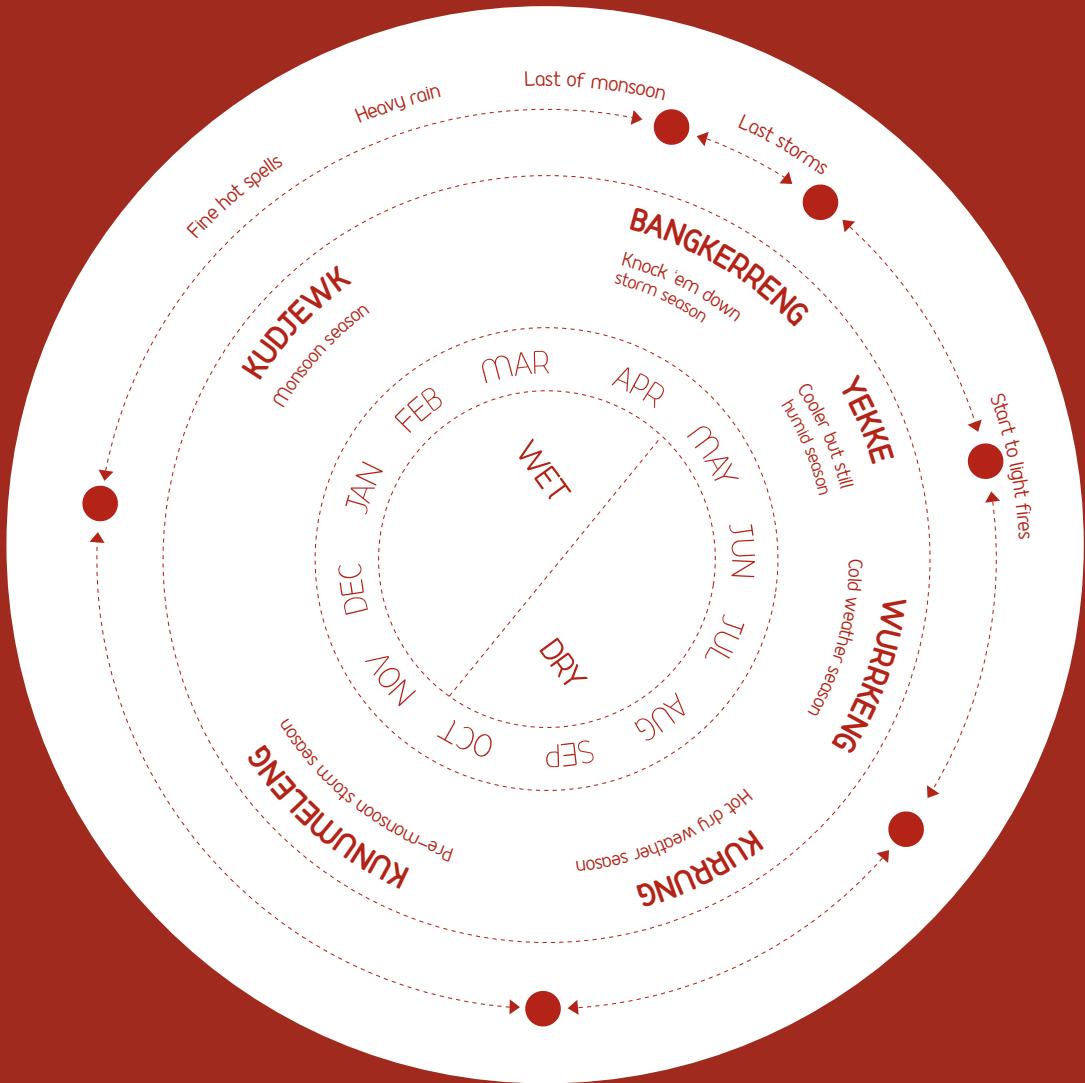 Fine hot spells
Heavy rain
Last of monsoon
Last storms
Start to light fires
KUDJEWK
Monsoon season
BANGKERRENG
Knock 'em down
storm season
YEKKE
Cooler but still
humid season
WURRKENG
Cold weather season
KURRUNG
Hot dry weather season
KUNUMELENG
Pre-monsoon storm season
JAN
FEB
MAR
APR
MAY
JUN
JUL
AUG
SEP
OCT
NOV
DEC
WET
DRY